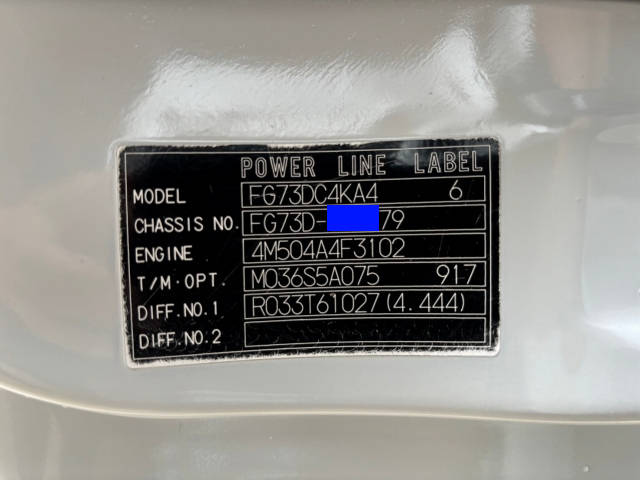 POWER LINE LABEL
MODEL FG73DC4KA4 6
CHASSIS NO. FG73D- 79
ENGINE 4M504A4F3102
T/M·OPT. M036S5A075 917
DIFF.NO.1 R033T61027(4.444)
DIFF.NO.2